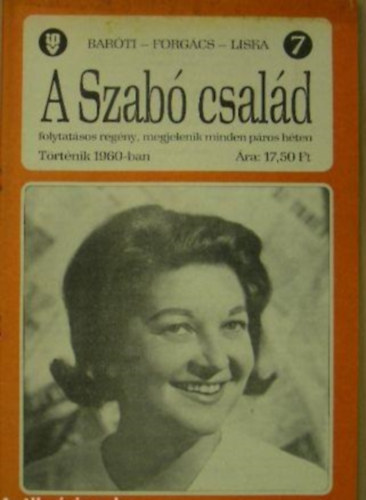 BARÓTI – FORGÁCS – LISKA 7
A Szabó család
folytatásos regény, megjelenik minden páros héten
Történik 1960-ban Ára: 17,50 Ft